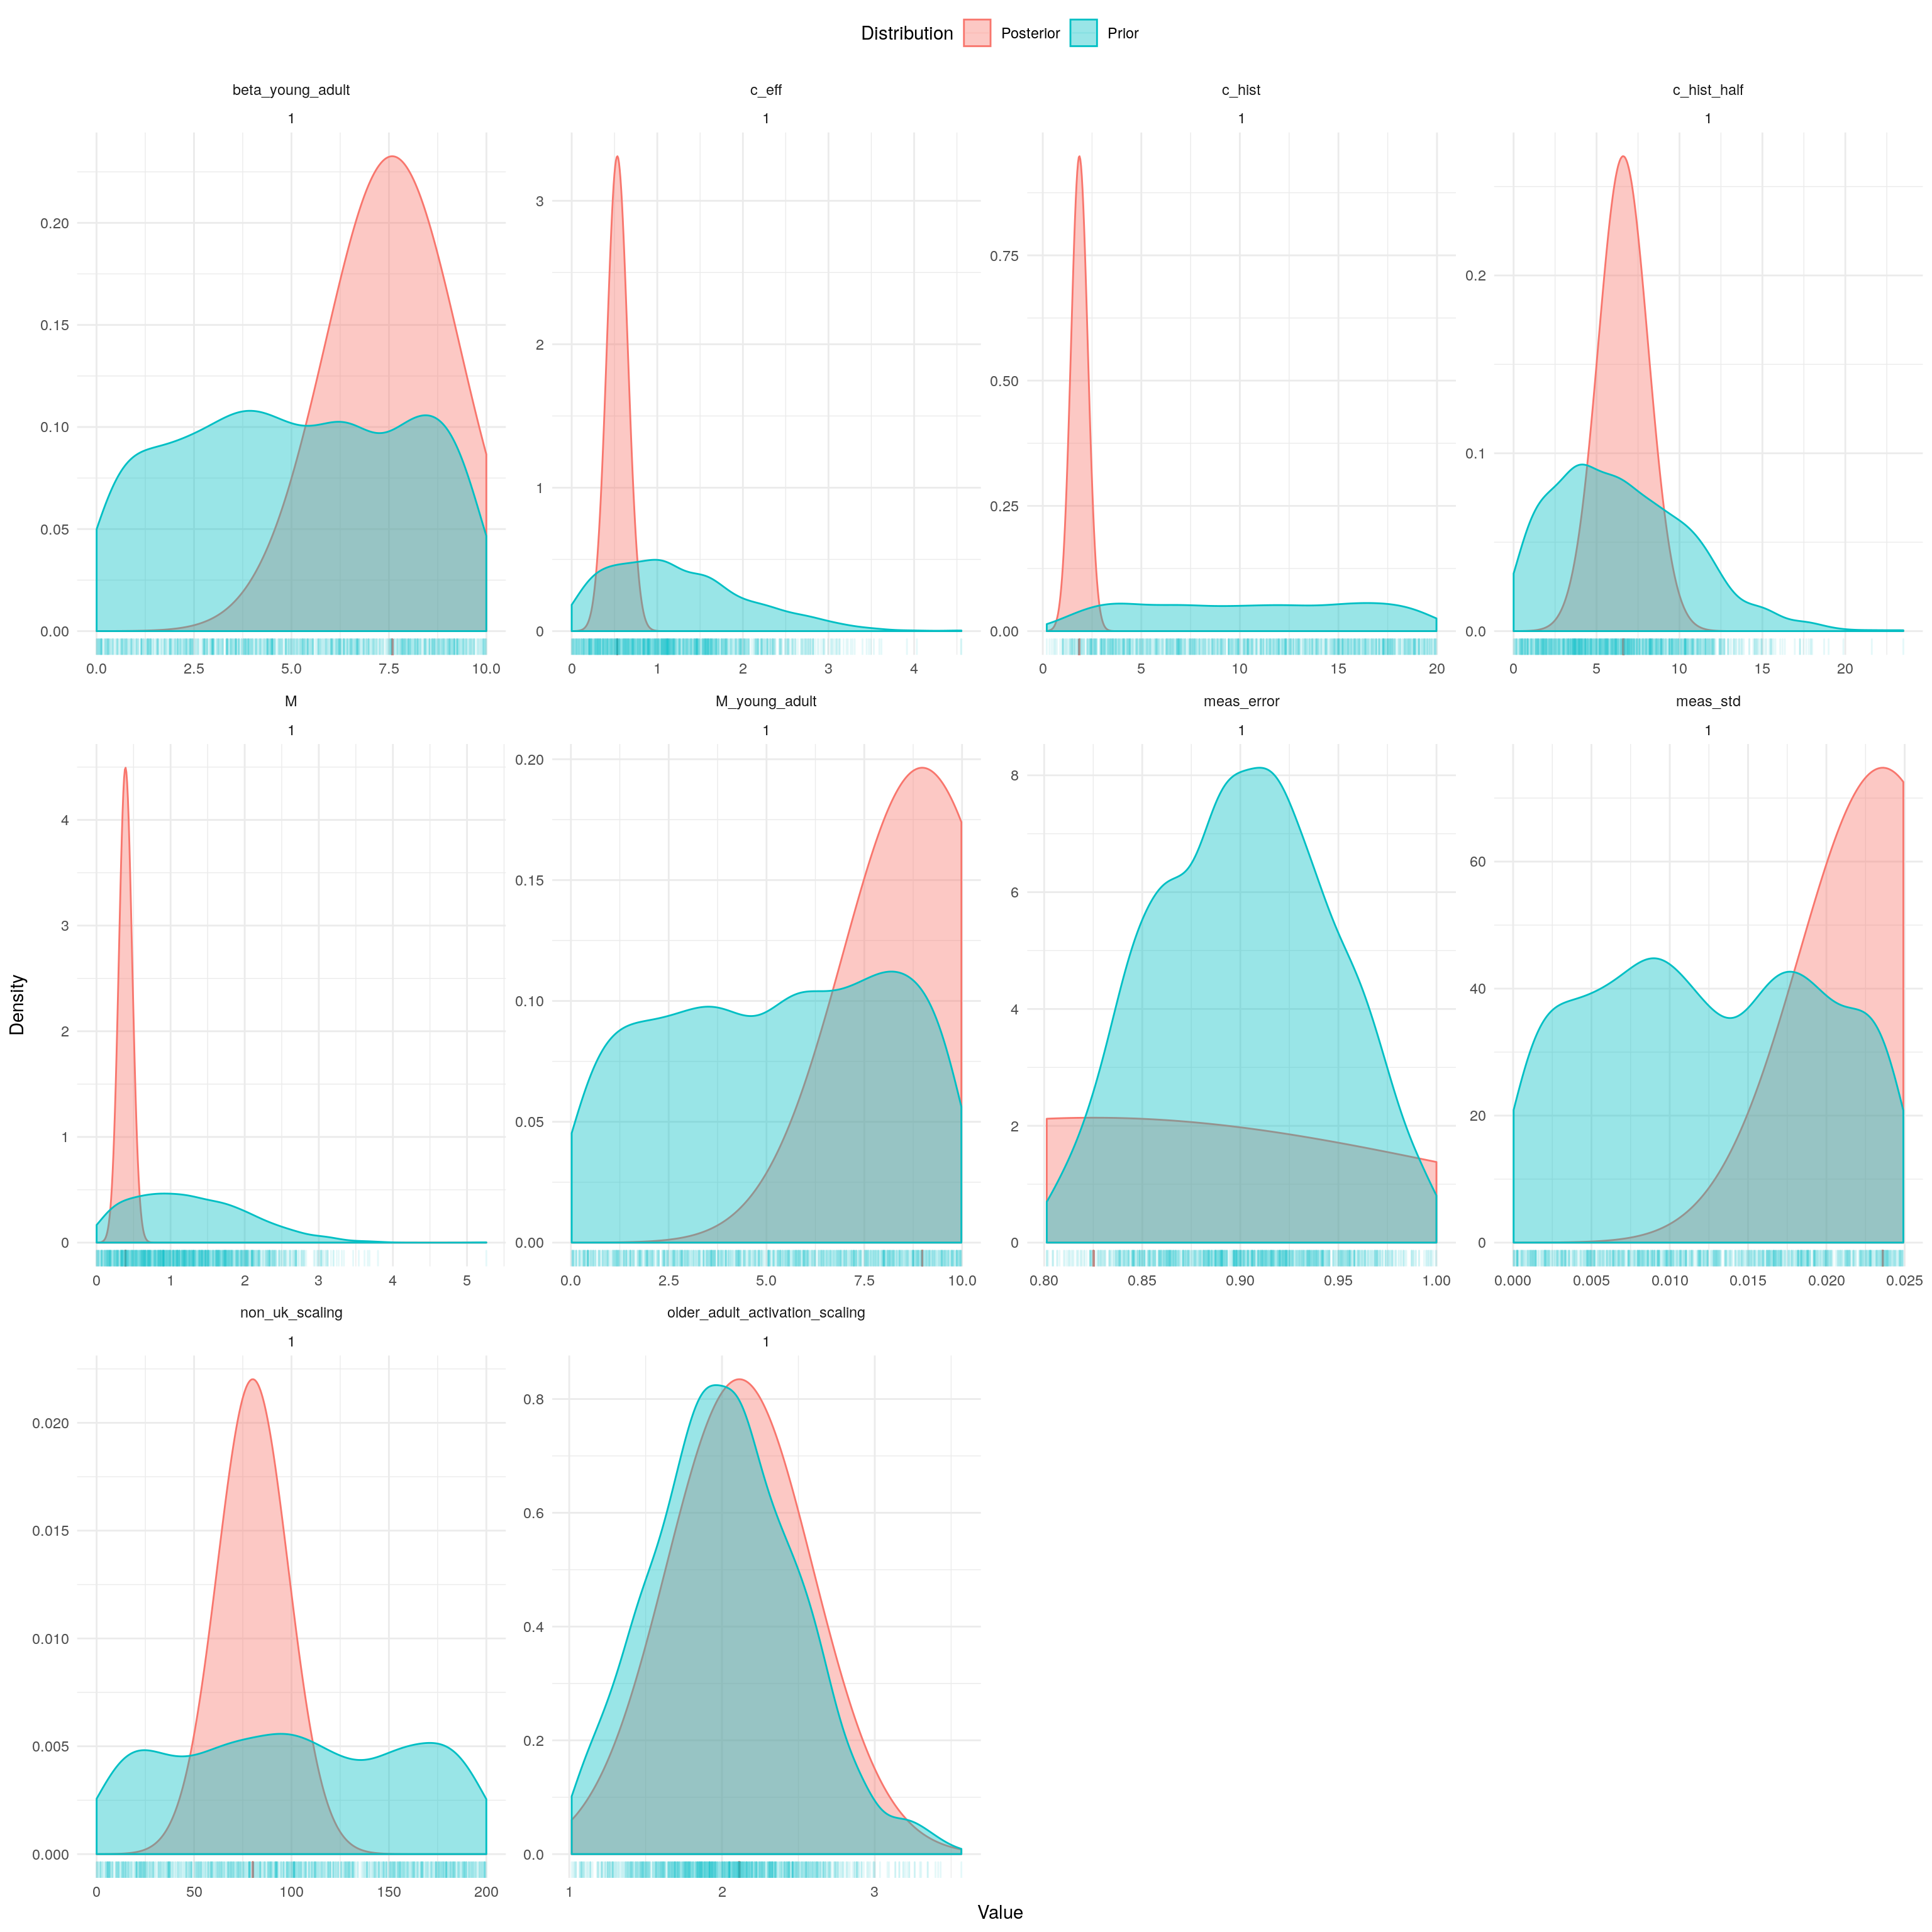 Distribution Posterior Prior
beta_young_adult c_eff c_hist c_hist_half
1 1 1 1
0.20 0.15 0.10 0.05 0.00
0.0 2.5 5.0 7.5 10.0
3 2 1 0
0 1 2 3 4
0.75 0.50 0.25 0.00
0 5 10 15 20
0.2 0.1 0.0
0 5 10 15 20
M M_young_adult meas_error meas_std
1 1 1 1
4 3 2 1 0
0 1 2 3 4 5
0.20 0.15 0.10 0.05 0.00
0.0 2.5 5.0 7.5 10.0
8 6 4 2 0
0.80 0.85 0.90 0.95 1.00
60 40 20 0
0.000 0.005 0.010 0.015 0.020 0.025
Density
non_uk_scaling older_adult_activation_scaling
1 1
0.020 0.015 0.010 0.005 0.000
0 50 100 150 200
0.8 0.6 0.4 0.2 0.0
1 2 3
Value